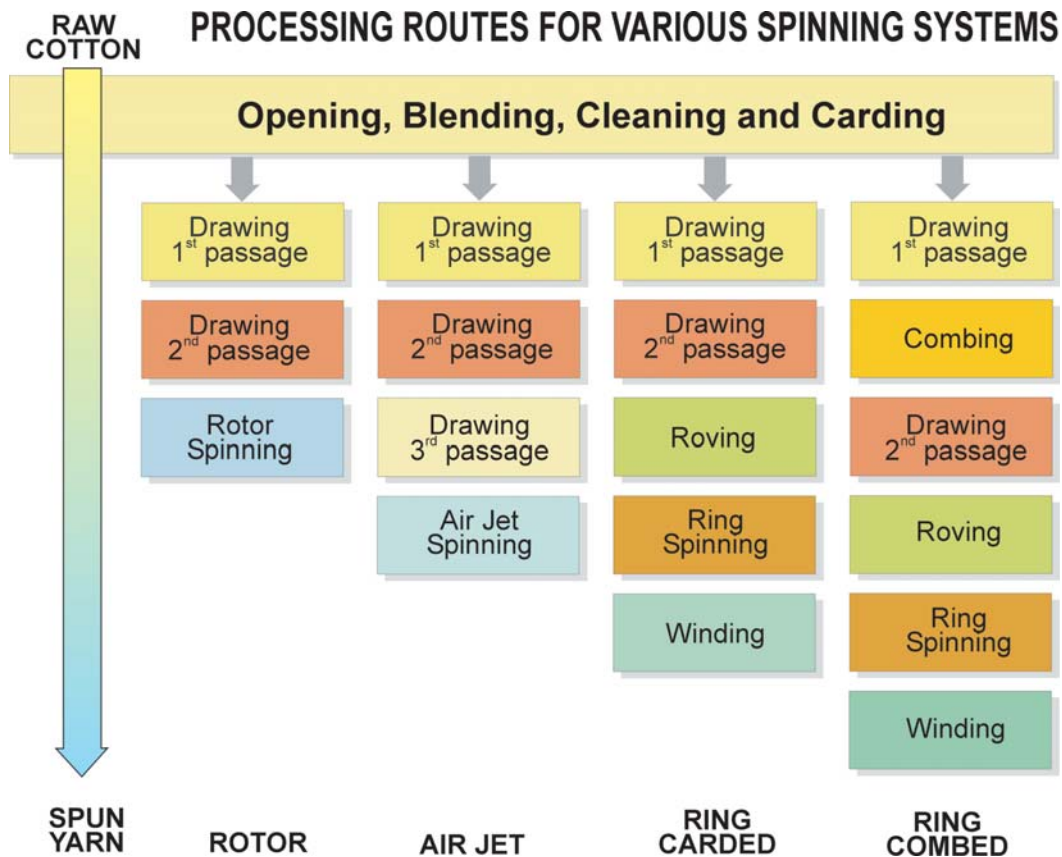 RAW
COTTON
PROCESSING ROUTES FOR VARIOUS SPINNING SYSTEMS
Opening, Blending, Cleaning and Carding
Drawing
1st passage
Drawing
2nd passage
Rotor
Spinning
Drawing
1st passage
Drawing
2nd passage
Drawing
3rd passage
Air Jet
Spinning
Drawing
1st passage
Drawing
2nd passage
Roving
Ring
Spinning
Winding
Drawing
1st passage
Combing
Drawing
2nd passage
Roving
Ring
Spinning
Winding
SPUN
YARN
ROTOR
AIR JET
RING
CARDED
RING
COMBED